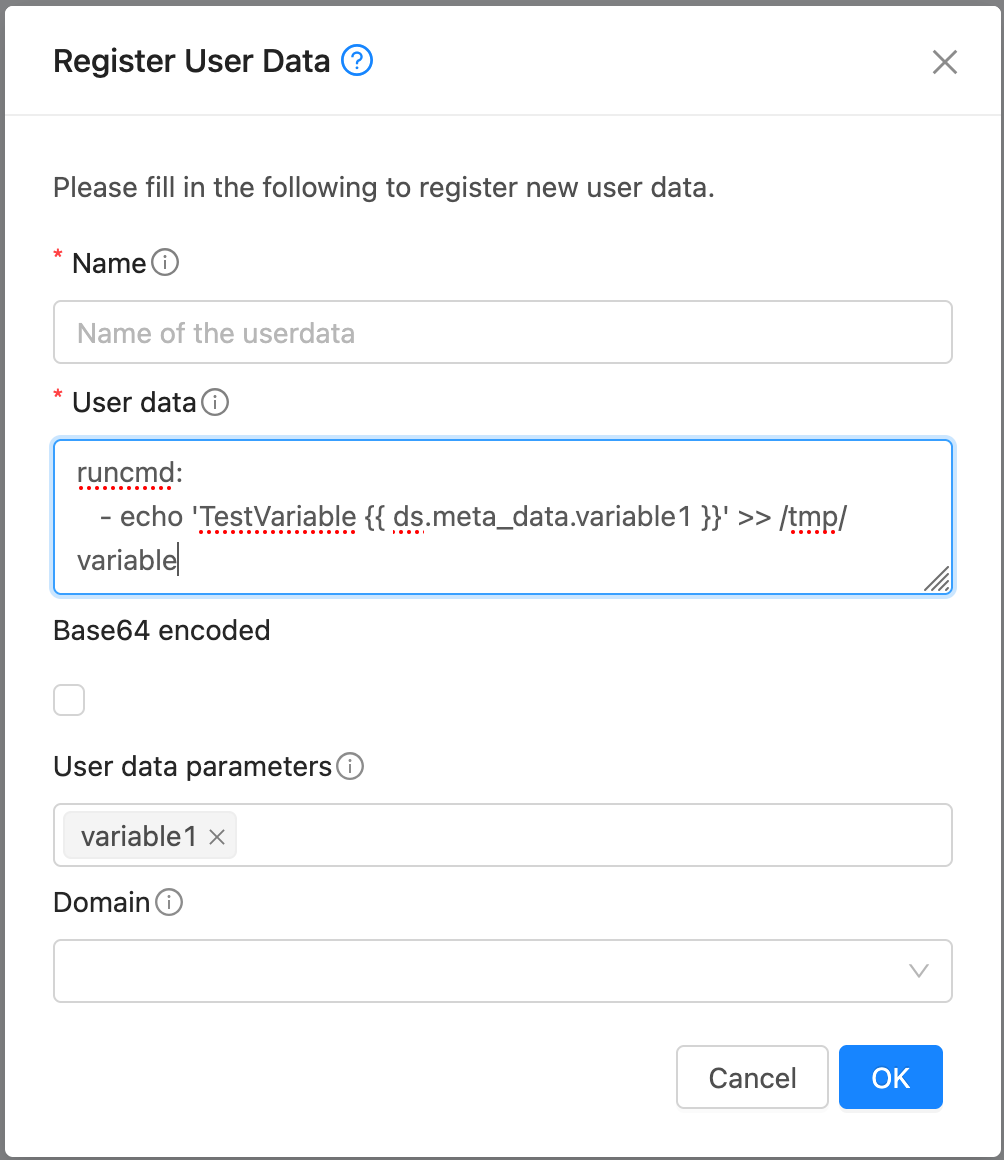 Register User Data ?
Please fill in the following to register new user data.
* Name
Name of the userdata
* User data
runcmd:
- echo 'TestVariable {{ ds.meta_data.variable1 }}' >> /tmp/
variable
Base64 encoded
User data parameters
variable1
Domain
Cancel OK